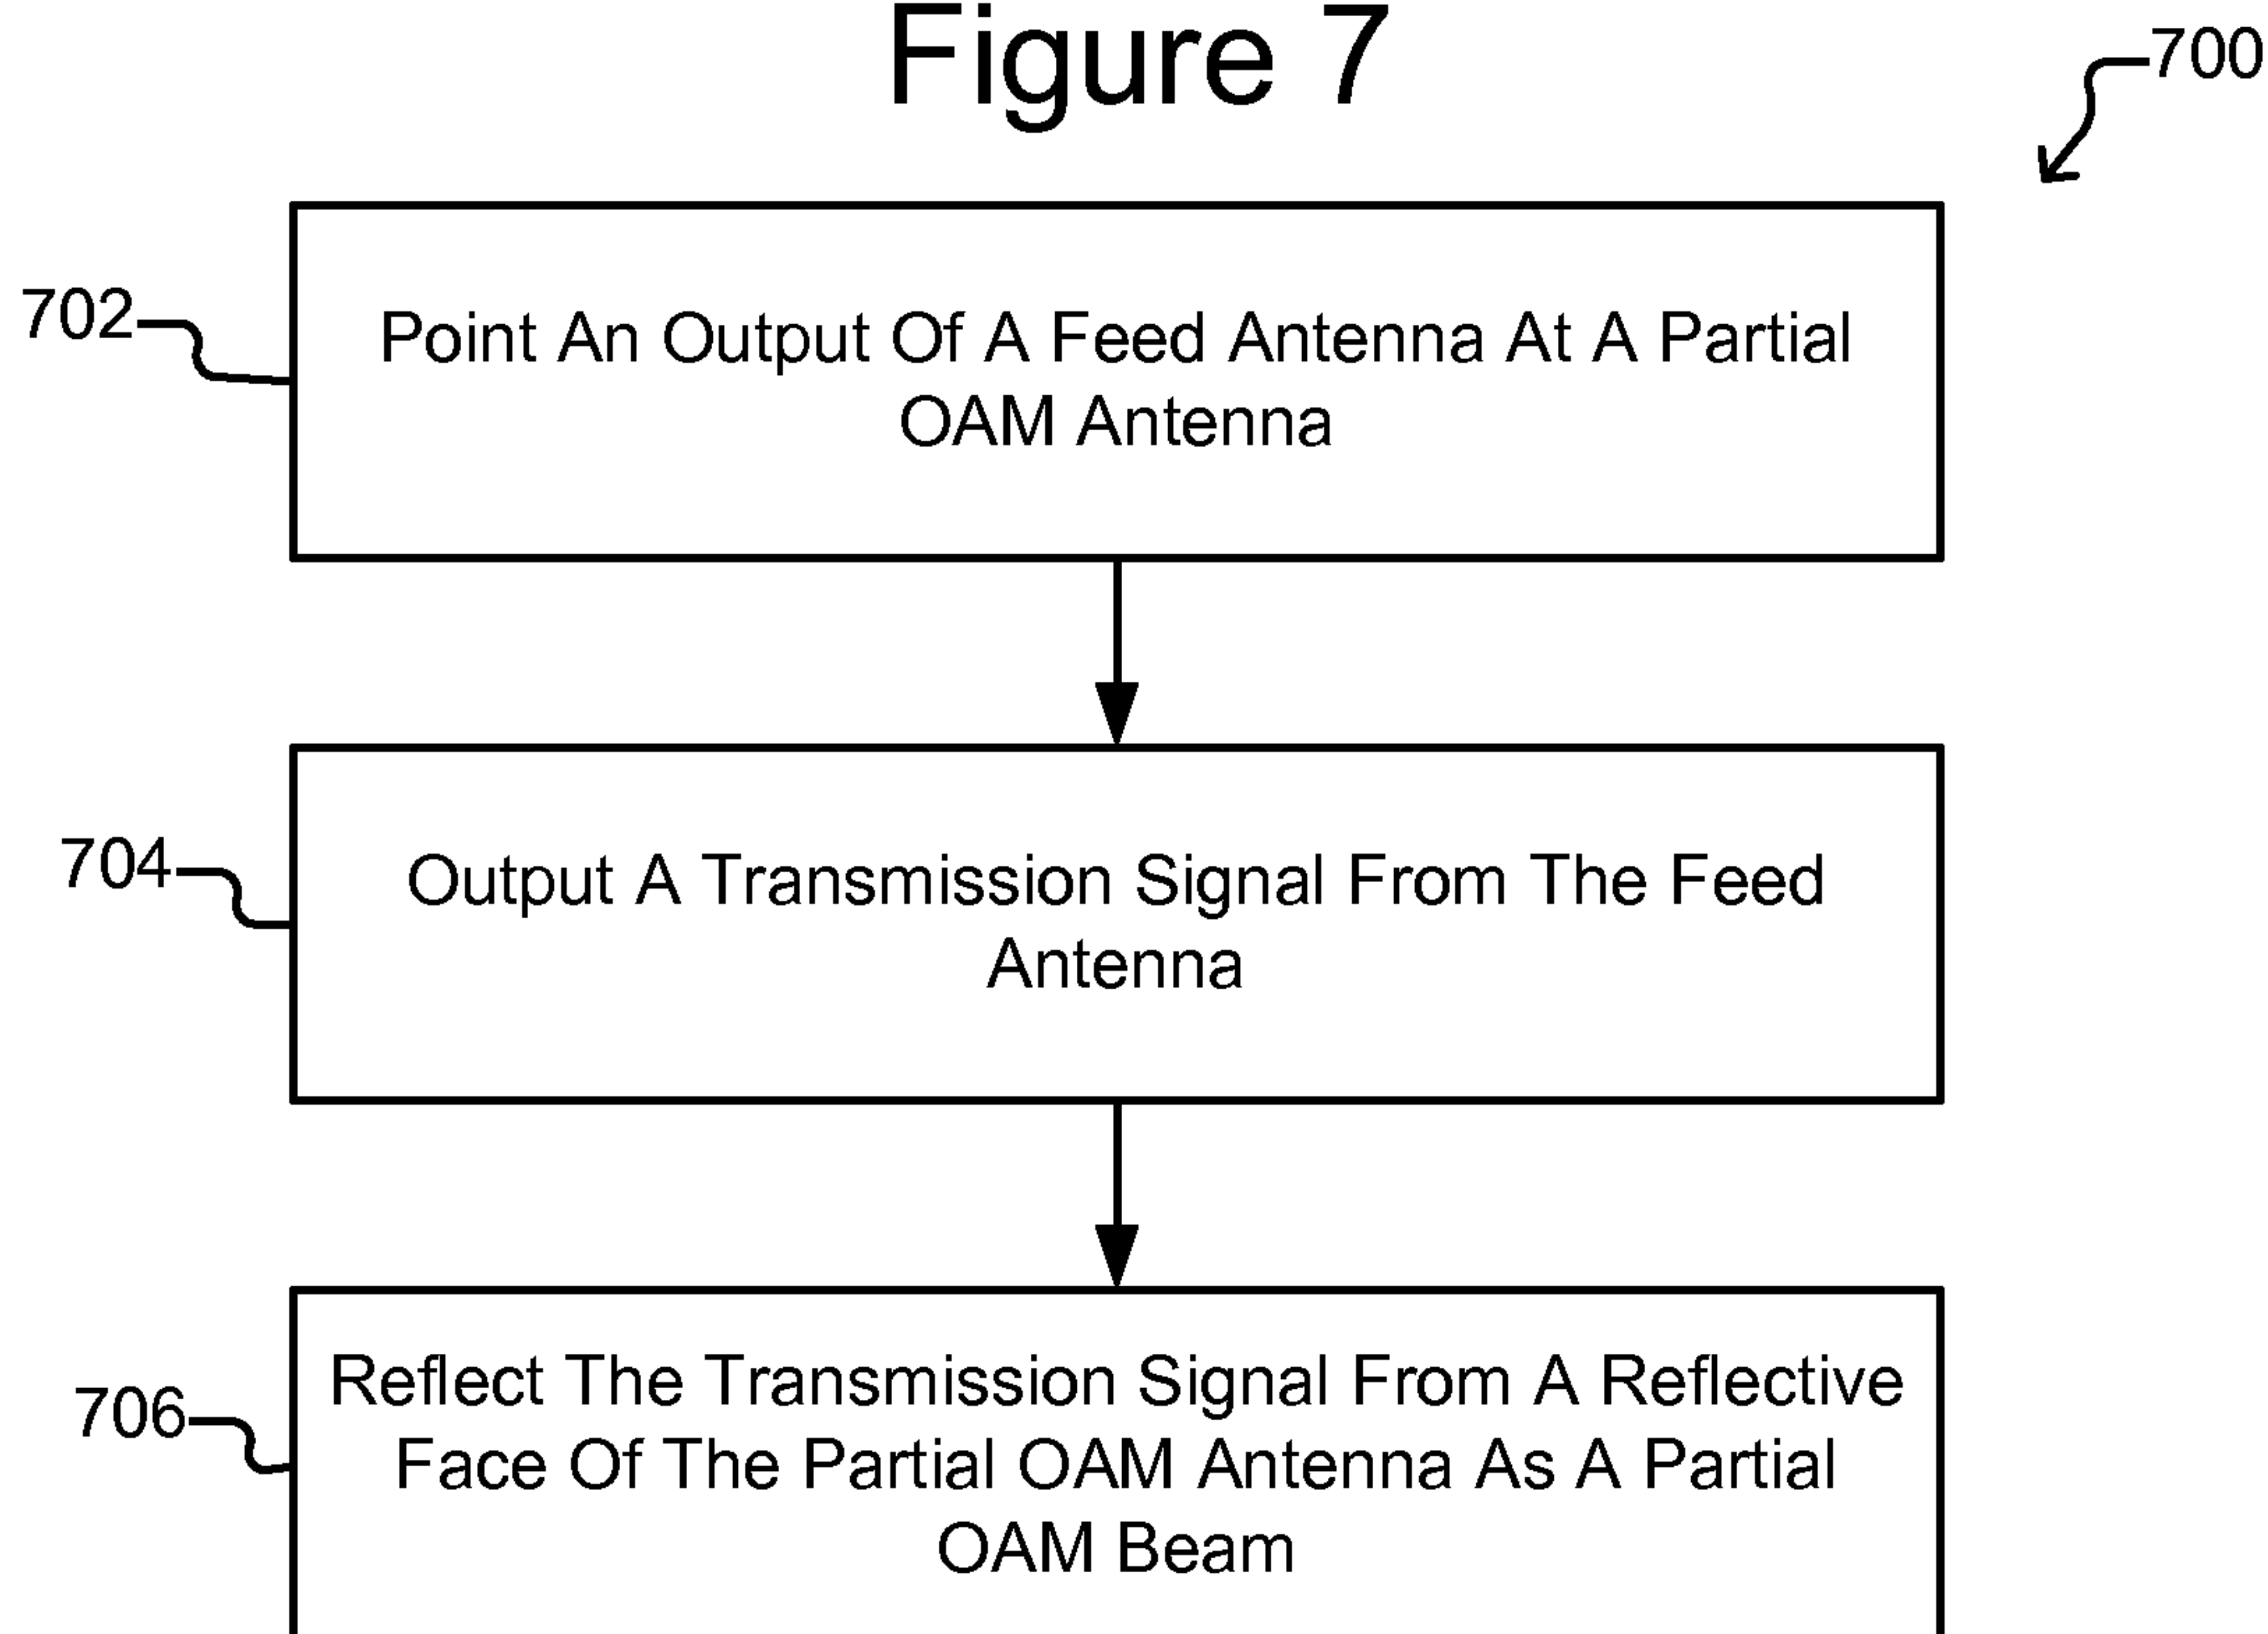 Figure 7
700
702
Point An Output Of A Feed Antenna At A Partial
OAM Antenna
704
Output A Transmission Signal From The Feed
Antenna
706
Reflect The Transmission Signal From A Reflective
Face Of The Partial OAM Antenna As A Partial
OAM Beam